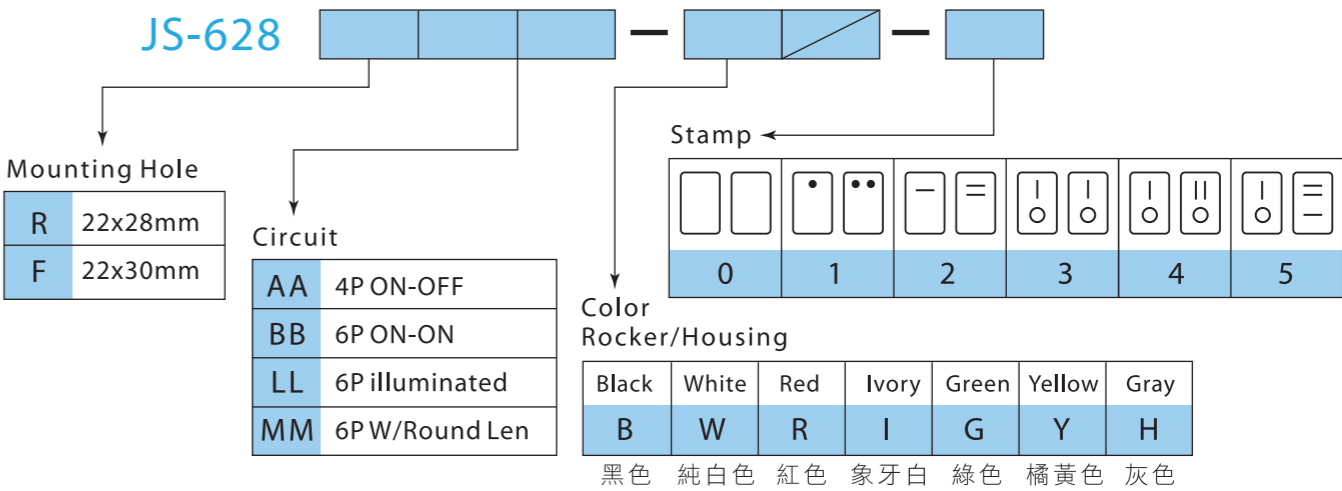 JS-628
Mounting Hole
R 22x28mm
F 22x30mm
Circuit
AA 4P ON-OFF
BB 6P ON-ON
LL 6P illuminated
MM 6P W/Round Len
Stamp
0 1 2 3 4 5
Color
Rocker/Housing
Black White Red Ivory Green Yellow Gray
B W R I G Y H
黑色 純白色 紅色 象牙白 綠色 橘黃色 灰色